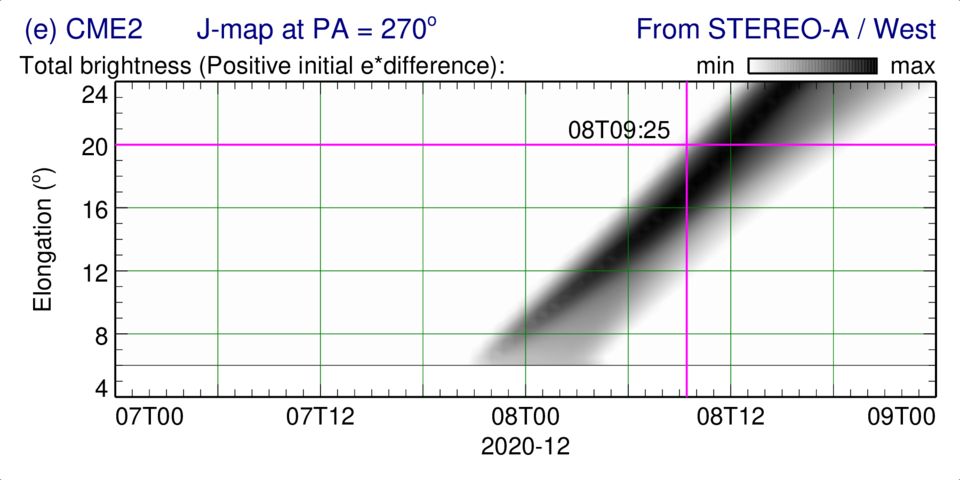 (e) CME2 J-map at PA = 270° From STEREO-A / West
Total brightness (Positive initial e*difference): min max
24
08T09:25
20
16
12
8
4
Elongation (°)
07T00 07T12 08T00 08T12 09T00
2020-12